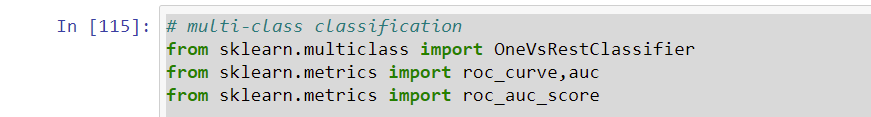 In [115]: # multi-class classification
from sklearn.multiclass import OneVsRestClassifier
from sklearn.metrics import roc_curve,auc
from sklearn.metrics import roc_auc_score